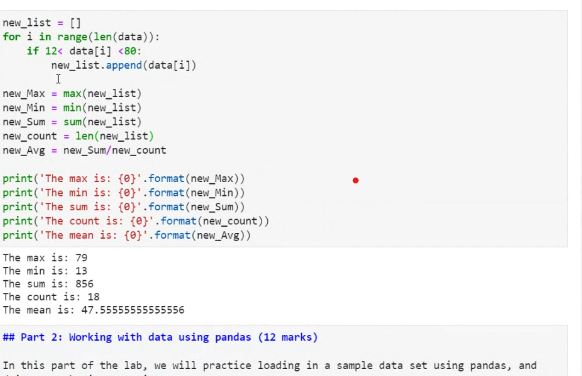 new_list = []
for i in range(len(data)):
    if 12< data[i] <80:
        new_list.append(data[i])
new_Max = max(new_list)
new_Min = min(new_list)
new_Sum = sum(new_list)
new_count = len(new_list)
new_Avg = new_Sum/new_count
print('The max is: {0}'.format(new_Max))
print('The min is: {0}'.format(new_Min))
print('The sum is: {0}'.format(new_Sum))
print('The count is: {0}'.format(new_count))
print('The mean is: {0}'.format(new_Avg))
The max is: 79
The min is: 13
The sum is: 856
The count is: 18
The mean is: 47.55555555555556
## Part 2: Working with data using pandas (12 marks)
In this part of the lab, we will practice loading in a sample data set using pandas, and